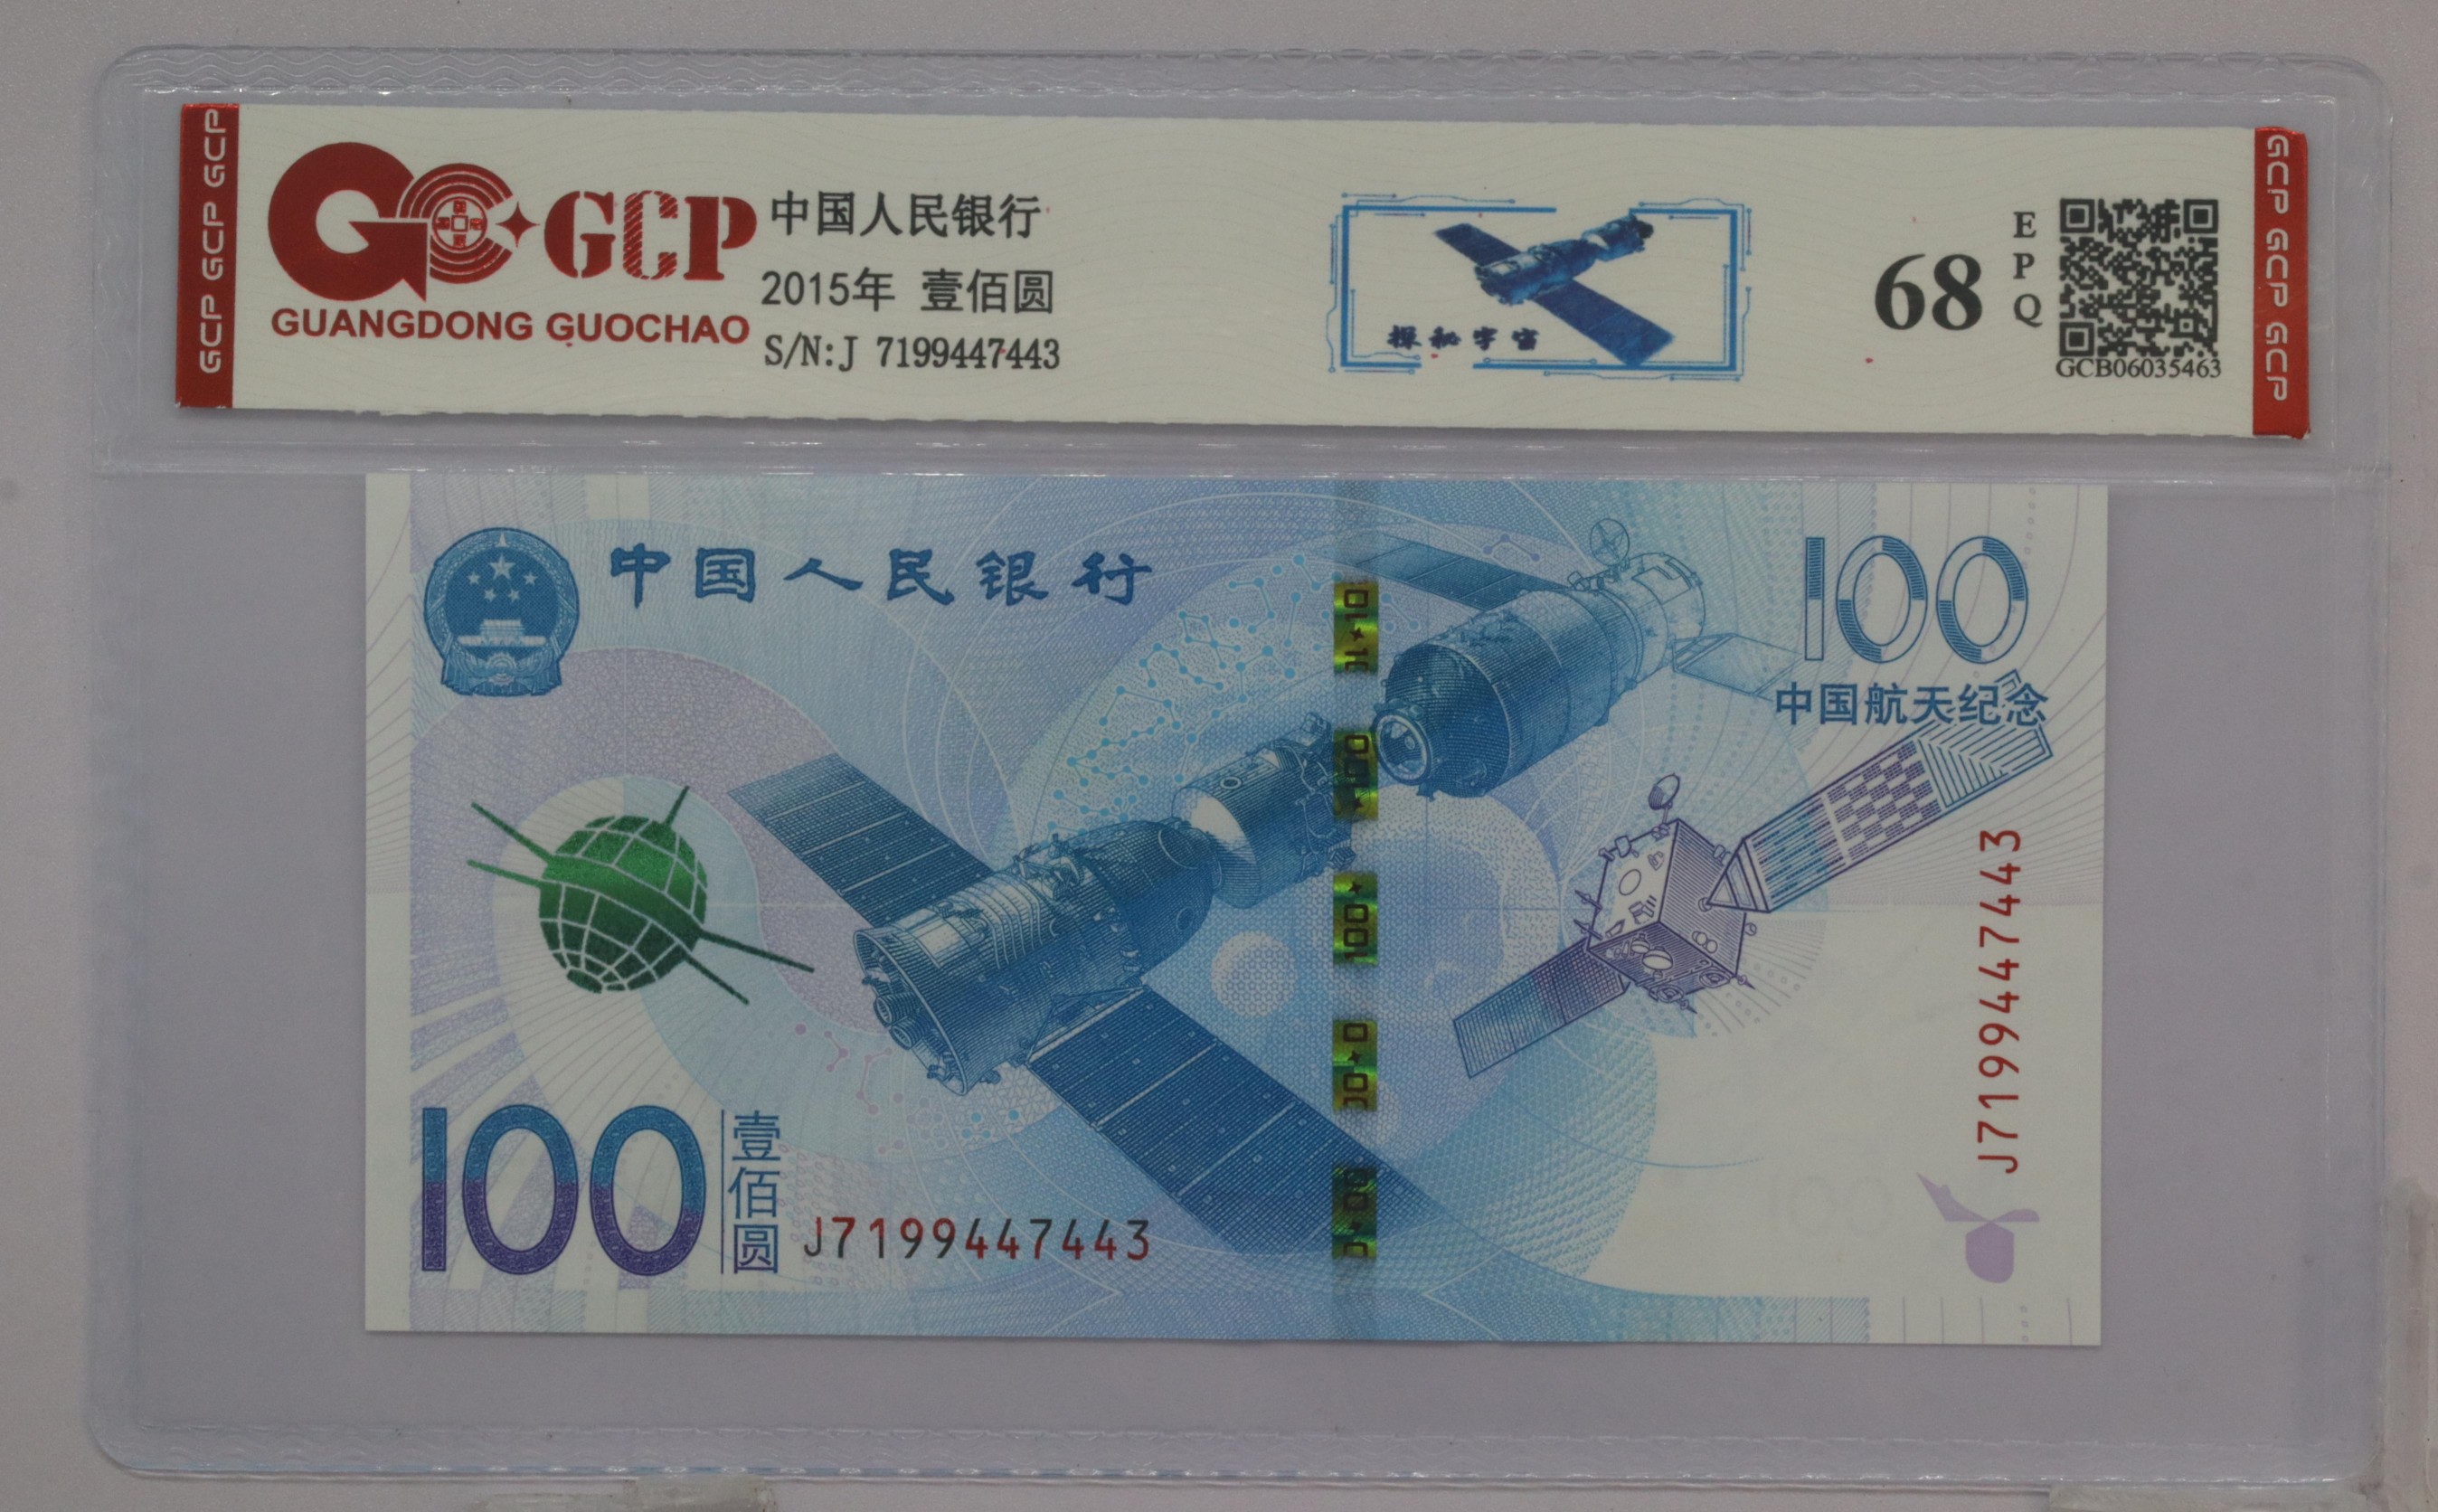 GCP GCP GCP
GCP
GUANGDONG GUOCHAO
中国人民银行
2015年 壹佰圆
S/N:J 7199447443
探秘宇宙
68
EPQ
GCB06035463
GCP GCP GCP
中国人民银行
100
中国航天纪念
J7199447443
100
壹佰圆
J7199447443
100